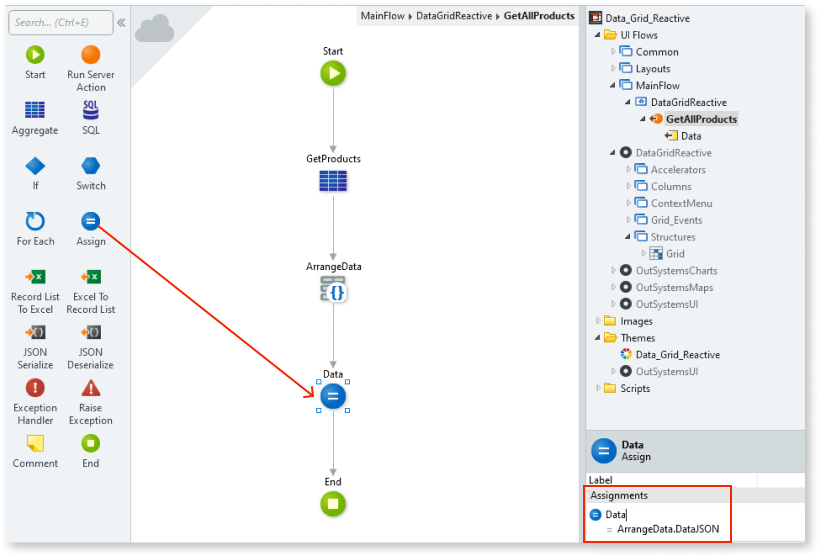 Search... (Ctrl+E)
Start
Run Server
Action
Aggregate
SQL
SQL
If
Switch
For Each
Assign
Record List
To Excel
Excel To
Record List
JSON
Serialize
JSON
Deserialize
Exception
Handler
Raise
Exception
Comment
End
MainFlow ▸ DataGridReactive ▸ GetAllProducts
Start
GetProducts
ArrangeData
{}
Data
End
Data_Grid_Reactive
UI Flows
Common
Layouts
MainFlow
DataGridReactive
GetAllProducts
Data
DataGridReactive
Accelerators
Columns
ContextMenu
Grid_Events
Structures
Grid
OutSystemsCharts
OutSystemsMaps
OutSystemsUI
Images
Themes
Data_Grid_Reactive
OutSystemsUI
Scripts
Data
Assign
Label
Assignments
Data
= ArrangeData.DataJSON